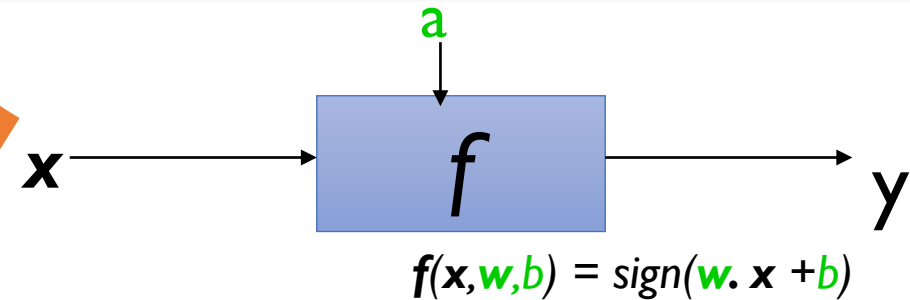 a
x
f
y
f(x,w,b) = sign(w. x +b)